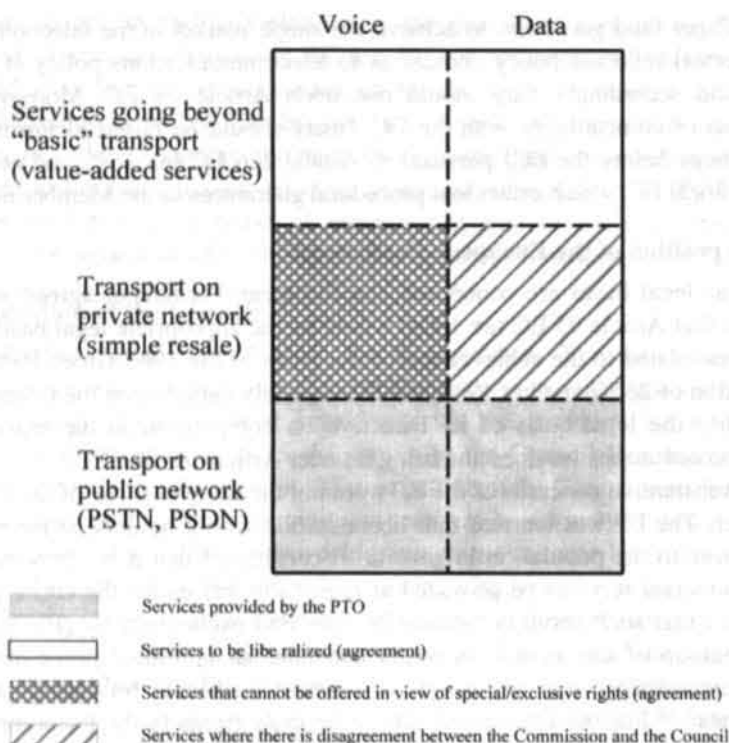 Voice Data
Services going beyond
"basic" transport
(value-added services)
Transport on
private network
(simple resale)
Transport on
public network
(PSTN, PSDN)
Services provided by the PTO
Services to be libe ralized (agreement)
Services that cannot be offered in view of special/exclusive rights (agreement)
Services where there is disagreement between the Commission and the Council